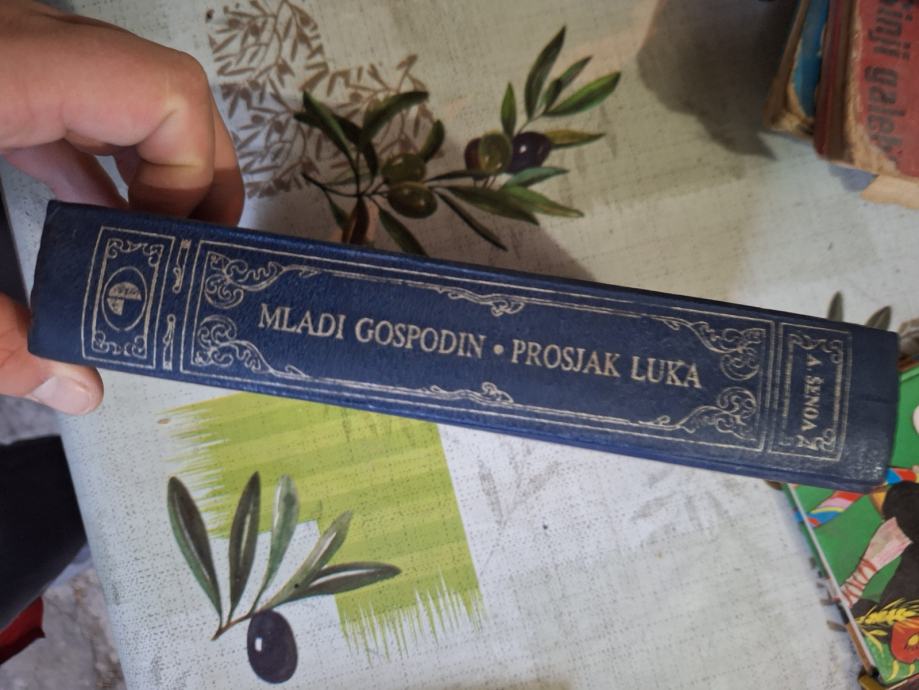 MLADI GOSPODIN • PROSJAK LUKA
A. ŠENOA